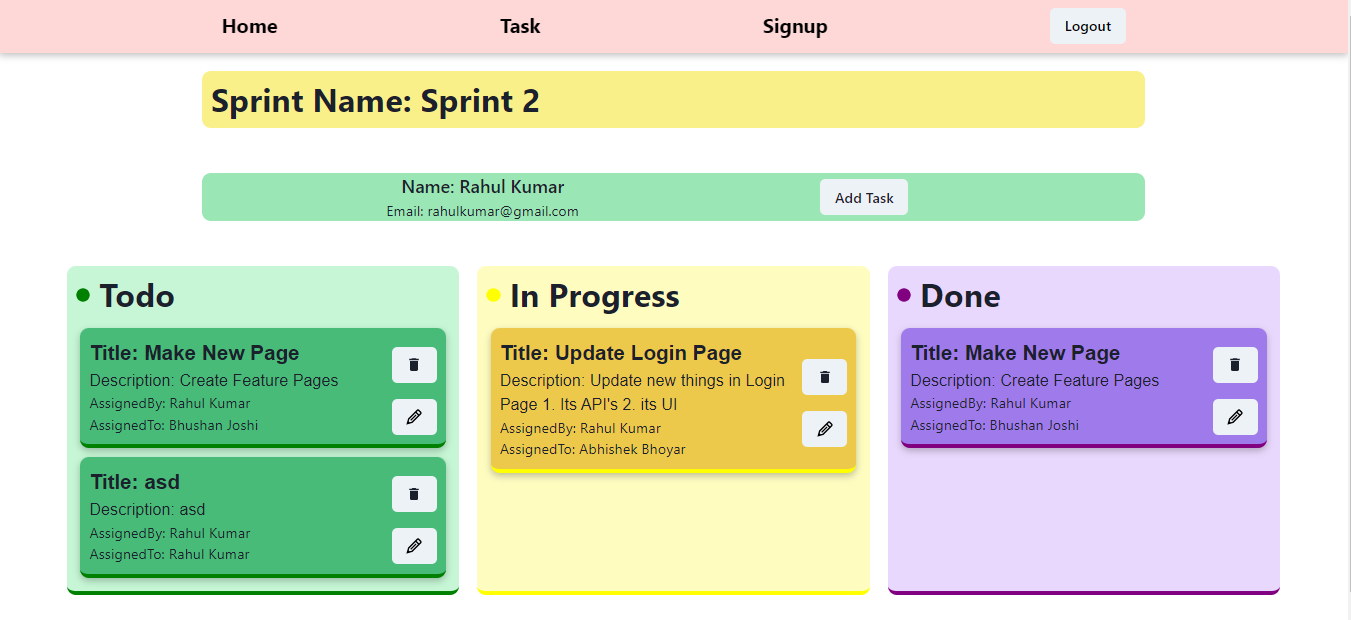 Home Task Signup Logout
Sprint Name: Sprint 2
Name: Rahul Kumar
Email: rahulkumar@gmail.com
Add Task
Todo
Title: Make New Page
Description: Create Feature Pages
AssignedBy: Rahul Kumar
AssignedTo: Bhushan Joshi
Title: asd
Description: asd
AssignedBy: Rahul Kumar
AssignedTo: Rahul Kumar
In Progress
Title: Update Login Page
Description: Update new things in Login
Page 1. Its API's 2. its UI
AssignedBy: Rahul Kumar
AssignedTo: Abhishek Bhoyar
Done
Title: Make New Page
Description: Create Feature Pages
AssignedBy: Rahul Kumar
AssignedTo: Bhushan Joshi